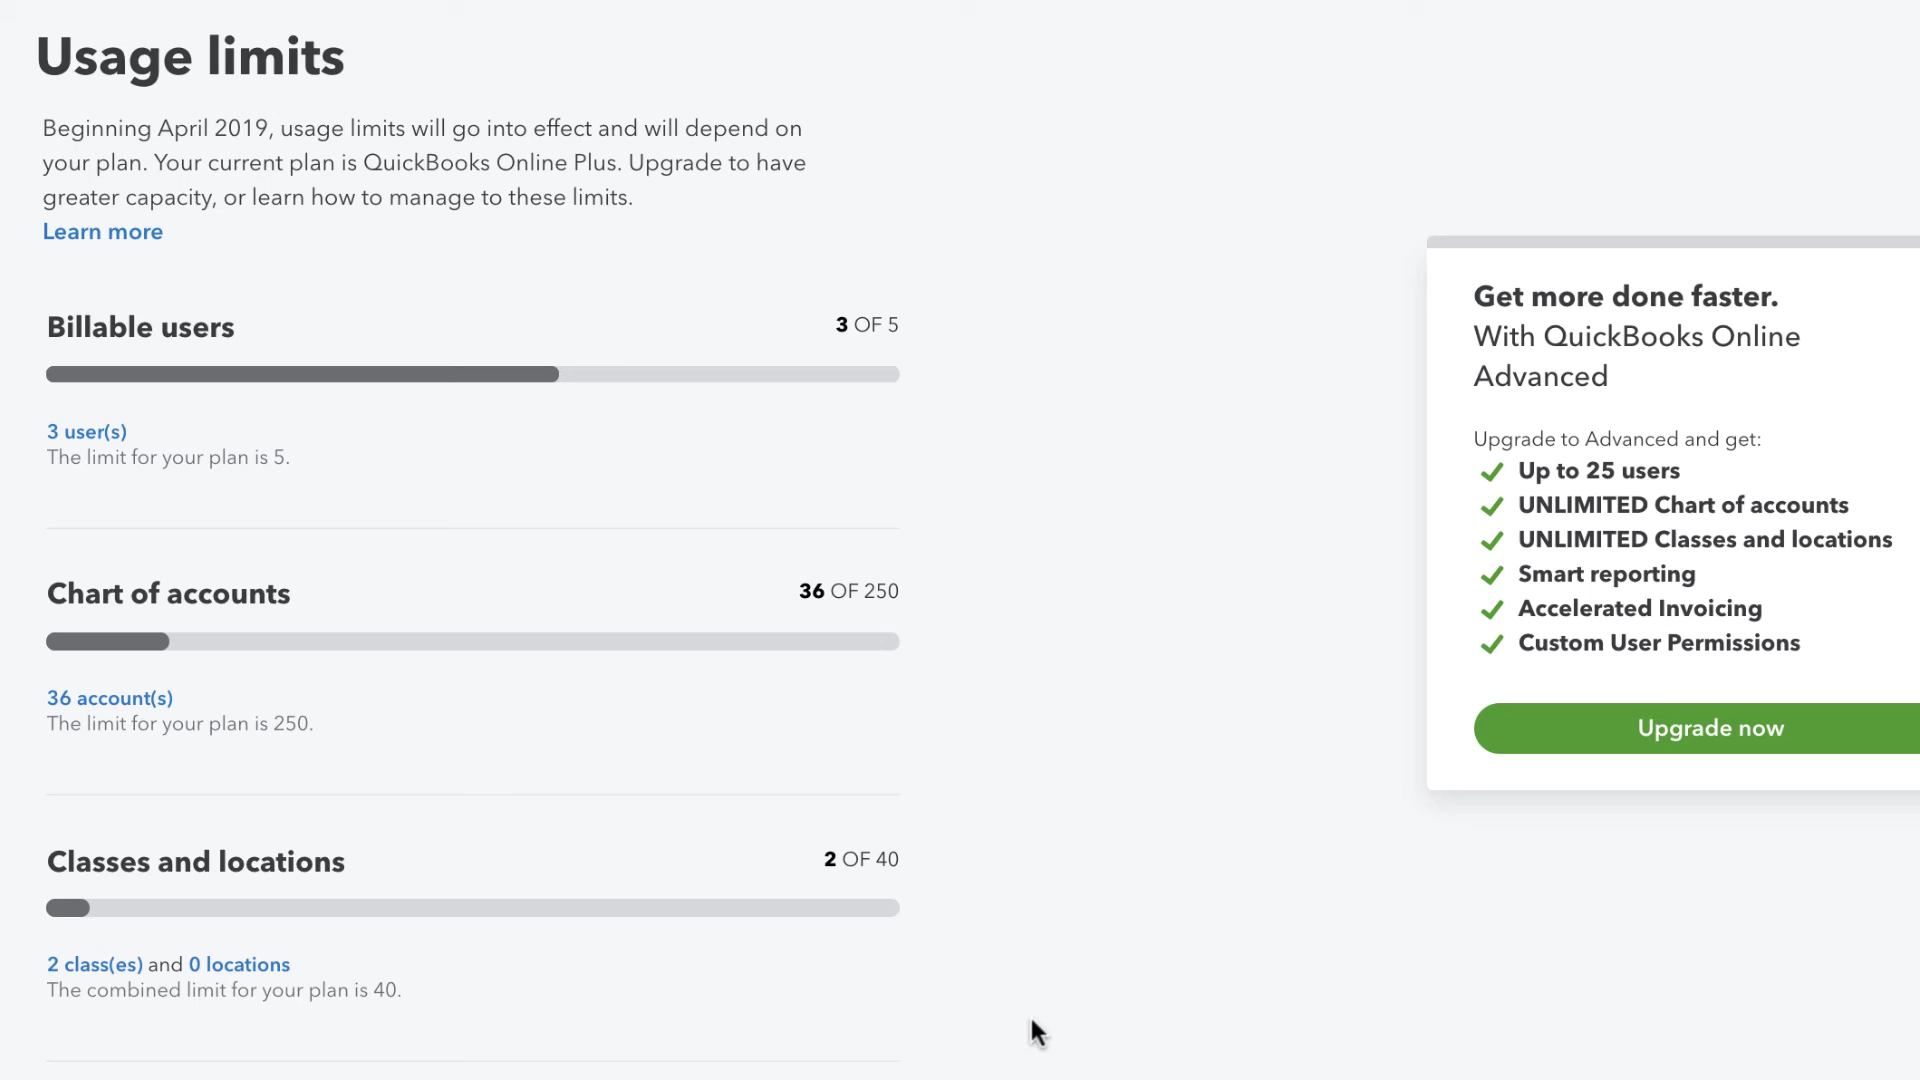 Usage limits
Beginning April 2019, usage limits will go into effect and will depend on
your plan. Your current plan is QuickBooks Online Plus. Upgrade to have
greater capacity, or learn how to manage to these limits.
Learn more
Billable users
3 OF 5
3 user(s)
The limit for your plan is 5.
Chart of accounts
36 OF 250
36 account(s)
The limit for your plan is 250.
Classes and locations
2 OF 40
2 class(es) and 0 locations
The combined limit for your plan is 40.
Get more done faster.
With QuickBooks Online
Advanced
Upgrade to Advanced and get:
Up to 25 users
UNLIMITED Chart of accounts
UNLIMITED Classes and locations
Smart reporting
Accelerated Invoicing
Custom User Permissions
Upgrade now